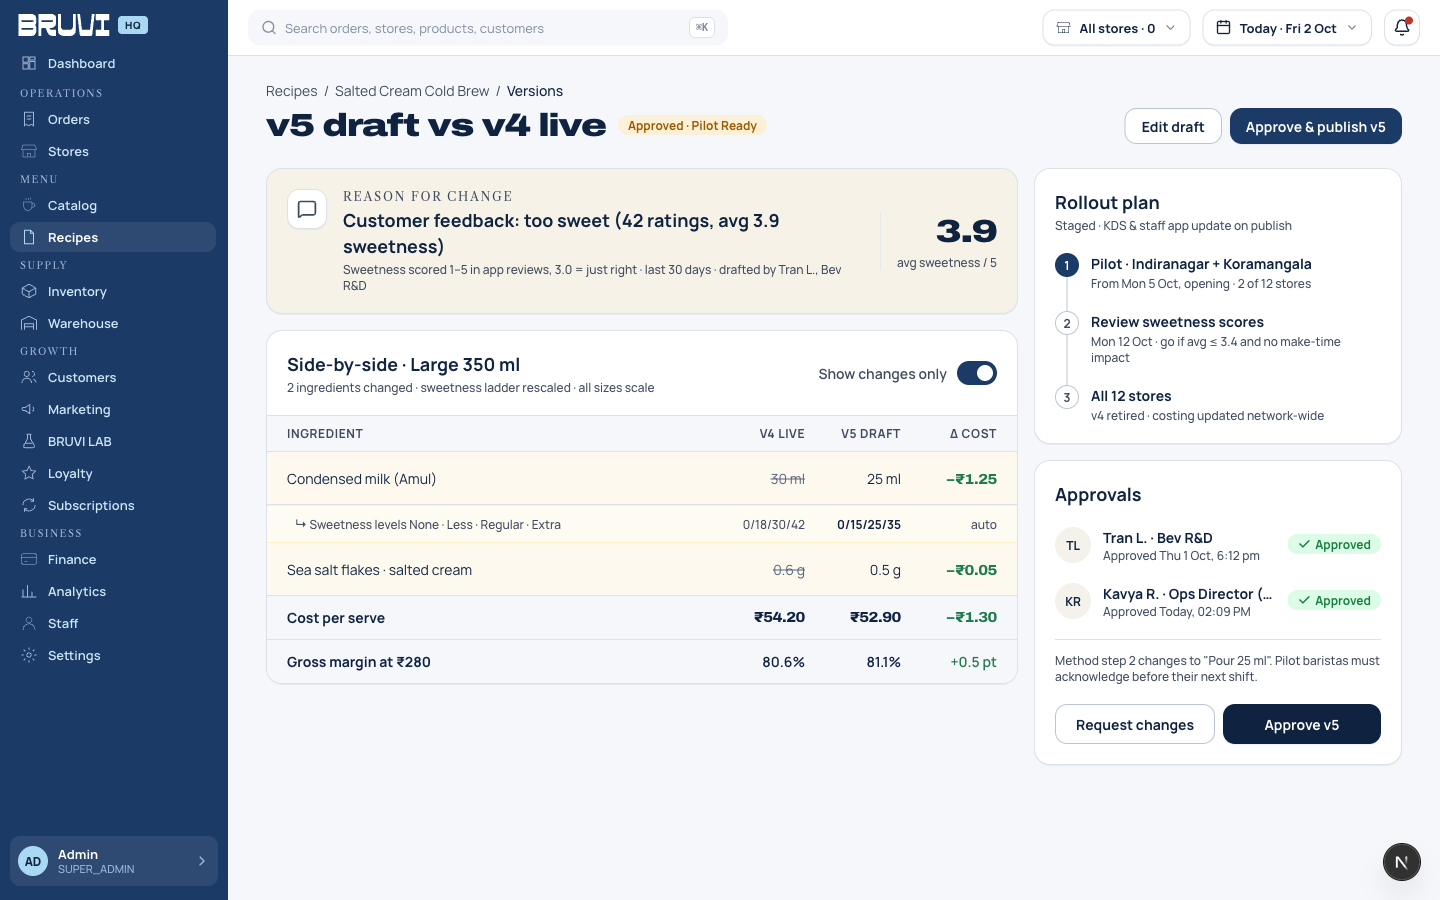 BRUVI HQ
Dashboard
OPERATIONS
Orders
Stores
MENU
Catalog
Recipes
SUPPLY
Inventory
Warehouse
GROWTH
Customers
Marketing
BRUVI LAB
Loyalty
Subscriptions
BUSINESS
Finance
Analytics
Staff
Settings
AD
Admin
SUPER_ADMIN
Search orders, stores, products, customers
⌘K
All stores · 0
Today · Fri 2 Oct
Recipes / Salted Cream Cold Brew / Versions
v5 draft vs v4 live
Approved · Pilot Ready
Edit draft
Approve & publish v5
REASON FOR CHANGE
Customer feedback: too sweet (42 ratings, avg 3.9
sweetness)
Sweetness scored 1–5 in app reviews, 3.0 = just right · last 30 days · drafted by Tran L., Bev
R&D
3.9
avg sweetness / 5
Side-by-side · Large 350 ml
2 ingredients changed · sweetness ladder rescaled · all sizes scale
Show changes only
INGREDIENT V4 LIVE V5 DRAFT Δ COST
Condensed milk (Amul) 30 ml 25 ml −₹1.25
↳ Sweetness levels None · Less · Regular · Extra 0/18/30/42 0/15/25/35 auto
Sea salt flakes · salted cream 0.6 g 0.5 g −₹0.05
Cost per serve ₹54.20 ₹52.90 −₹1.30
Gross margin at ₹280 80.6% 81.1% +0.5 pt
Rollout plan
Staged · KDS & staff app update on publish
1
Pilot · Indiranagar + Koramangala
From Mon 5 Oct, opening · 2 of 12 stores
2
Review sweetness scores
Mon 12 Oct · go if avg ≤ 3.4 and no make-time
impact
3
All 12 stores
v4 retired · costing updated network-wide
Approvals
TL
Tran L. · Bev R&D
Approved Thu 1 Oct, 6:12 pm
Approved
KR
Kavya R. · Ops Director (...
Approved Today, 02:09 PM
Approved
Method step 2 changes to "Pour 25 ml". Pilot baristas must
acknowledge before their next shift.
Request changes
Approve v5
N